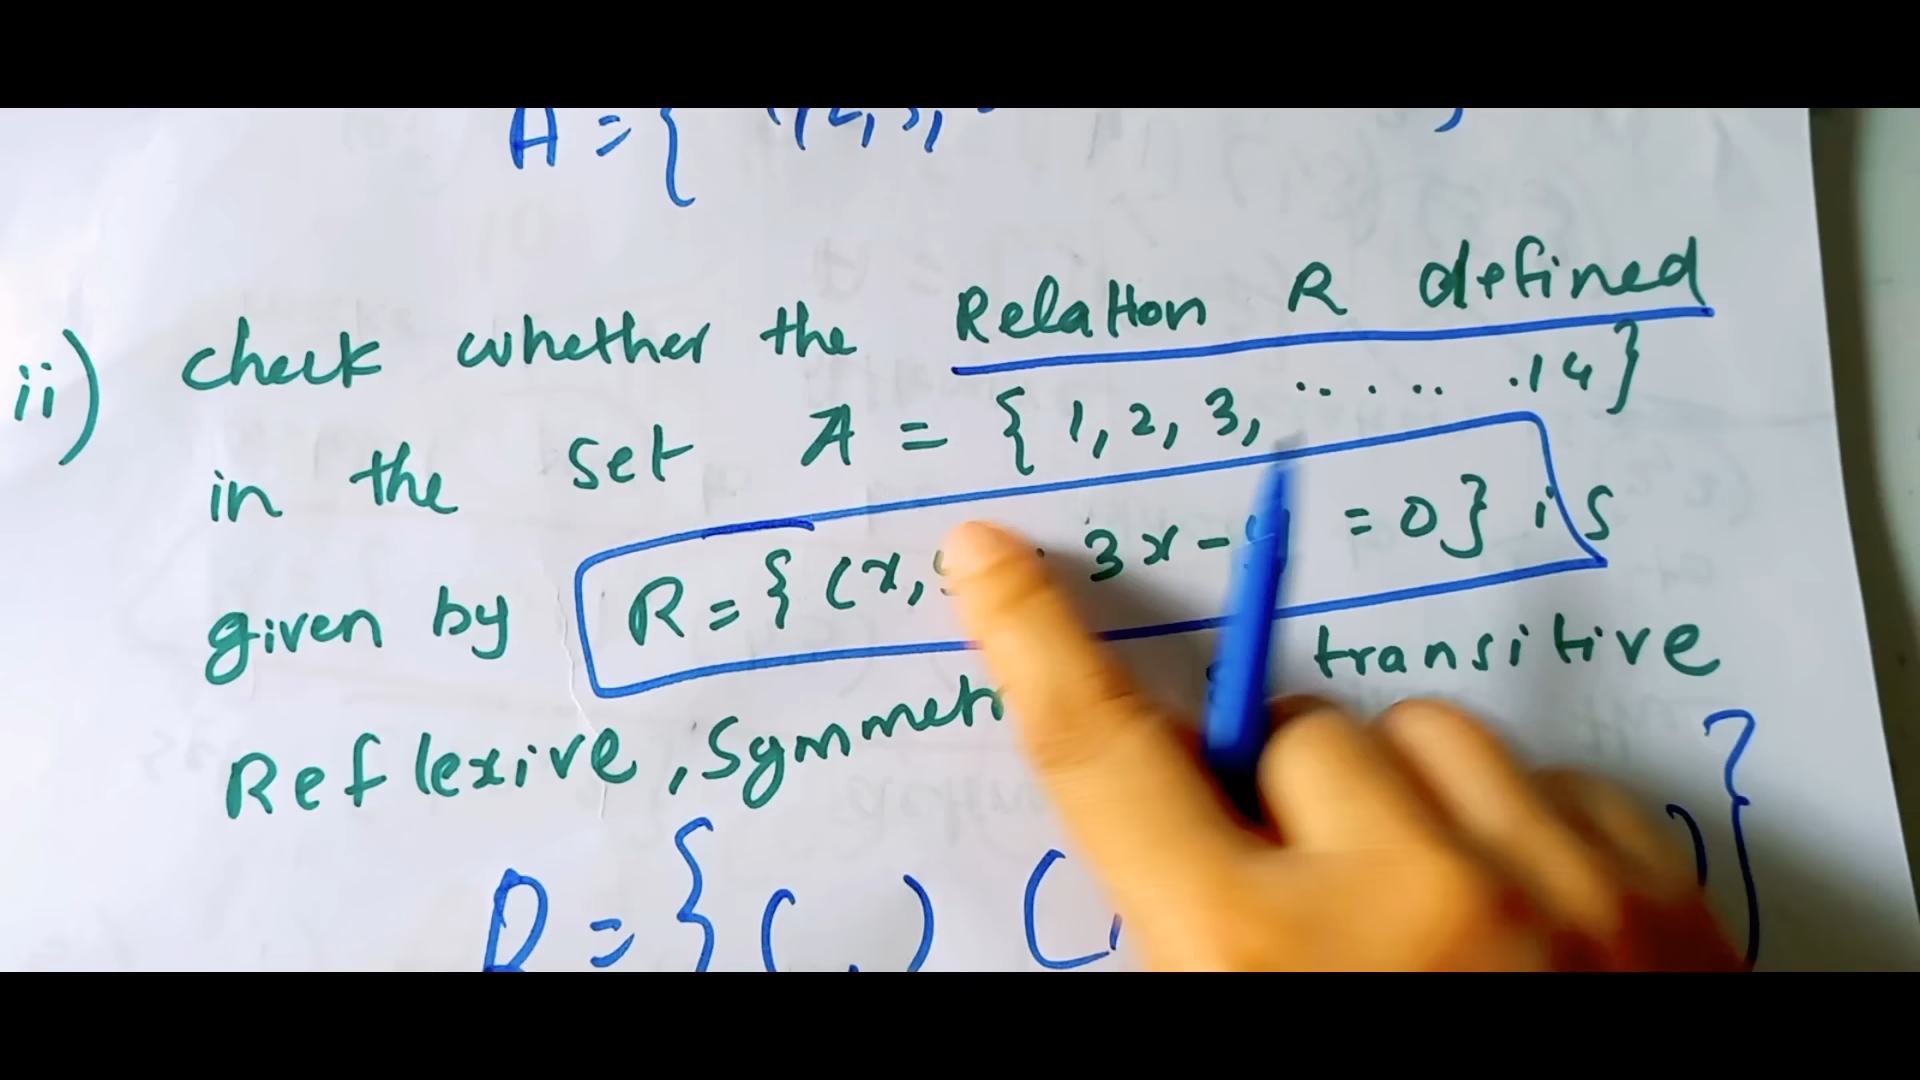 A = {
ii) Check whether the Relation R defined
in the set A = { 1, 2, 3, ....... 14}
given by R = { (x, 3x - = 0} is
Reflexive, Symmetri transitive
R = { ( , ) ( , ) }